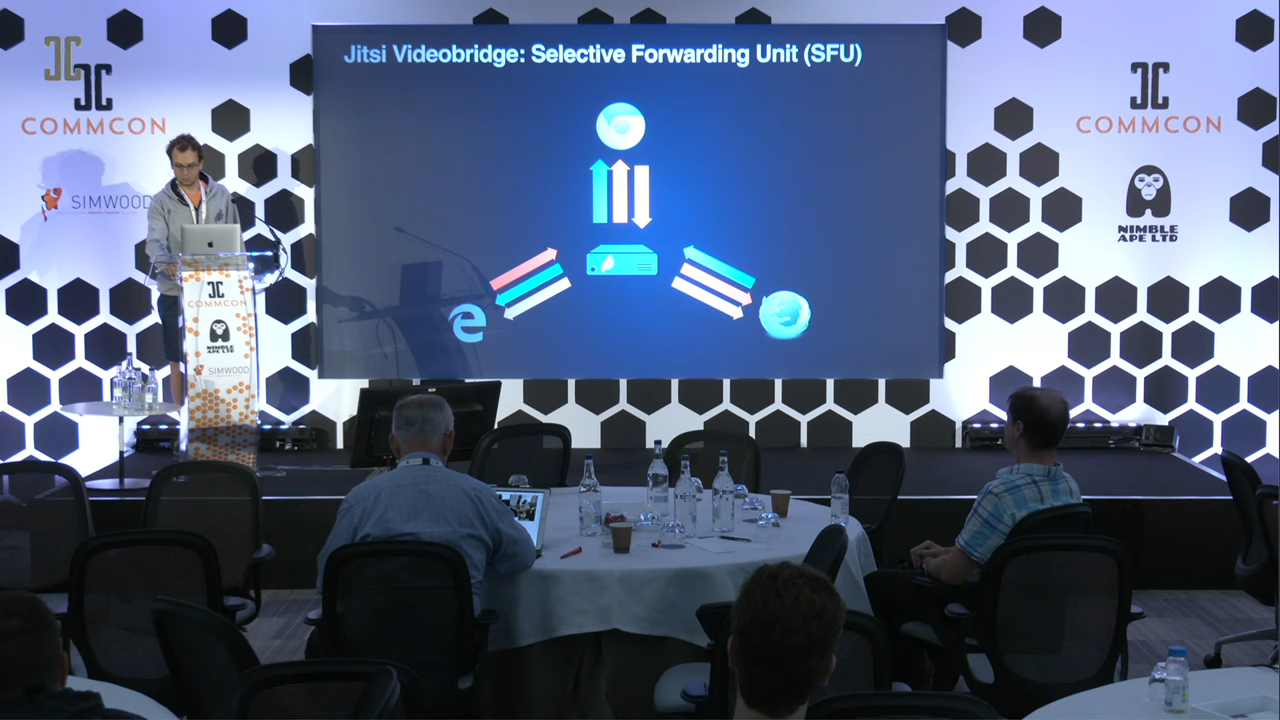 Jitsi Videobridge: Selective Forwarding Unit (SFU)
COMMCON
SIMWOOD
COMMCON
NIMBLE
APE LTD
COMMCON
NIMBLE
APE LTD
SIMWOOD